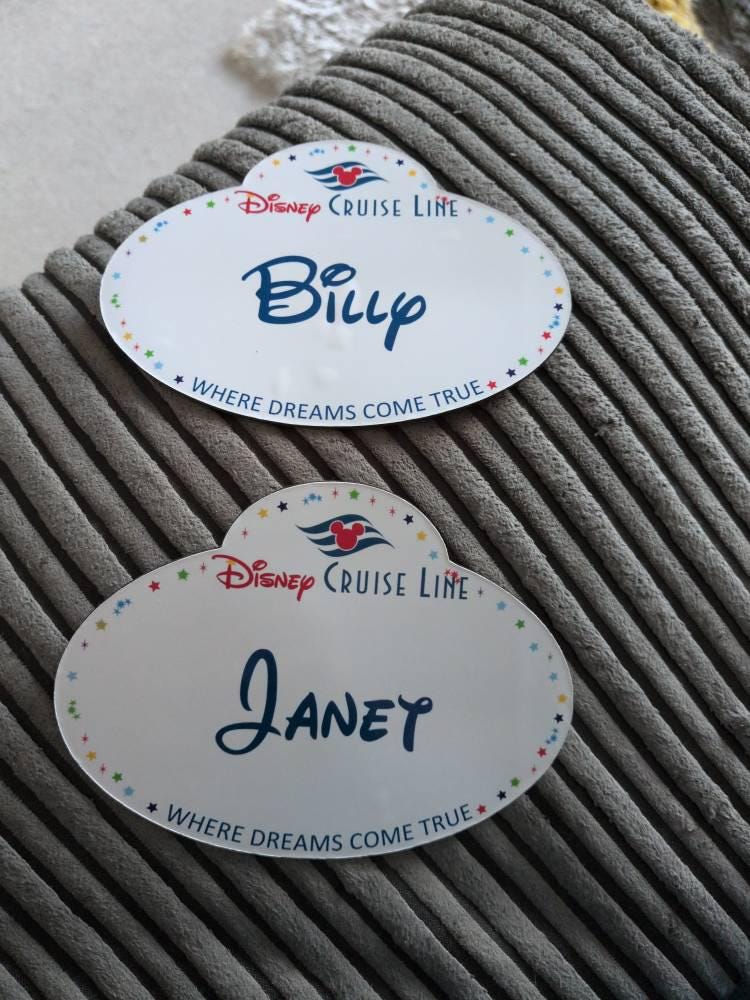 Disney Cruise Line
Billy
WHERE DREAMS COME TRUE
Disney Cruise Line
Janet
WHERE DREAMS COME TRUE